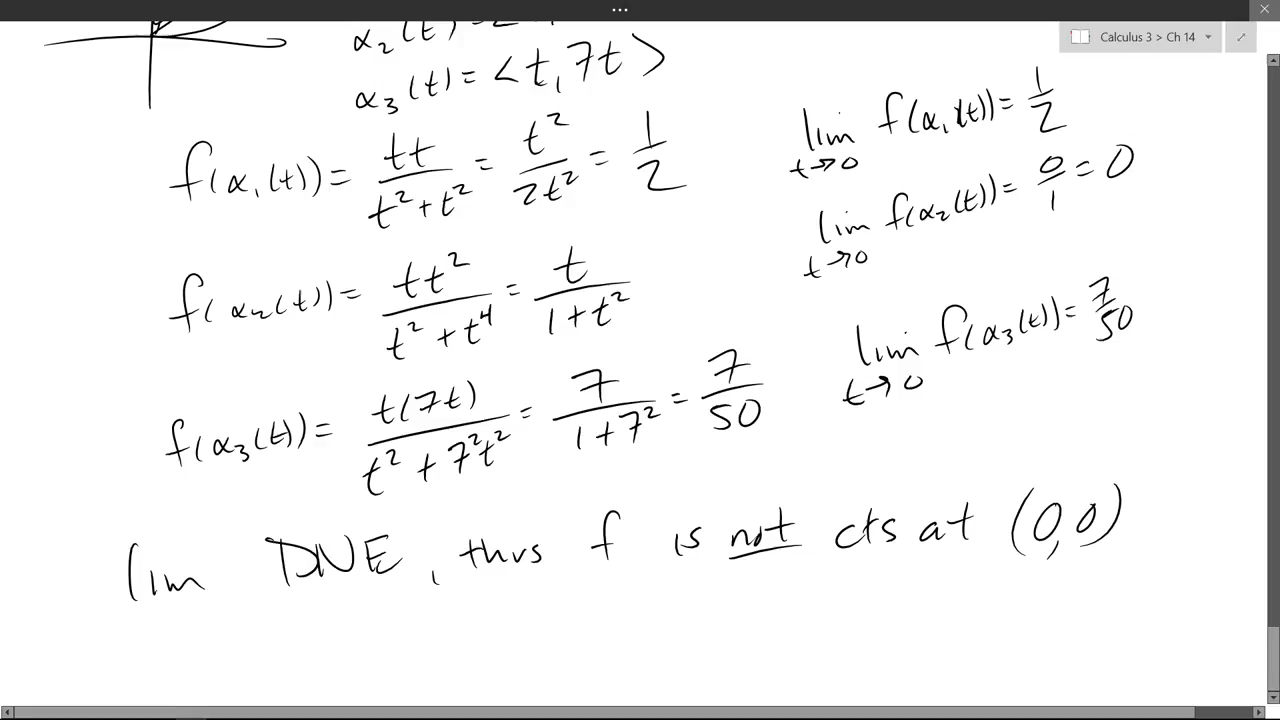 Calculus 3 > Ch 14
α₂(t) =
α₃(t) = < t, 7t >
f(α₁(t)) = tt / (t² + t²) = t² / 2t² = 1/2
lim t→0 f(α₁(t)) = 1/2
lim t→0 f(α₂(t)) = 0/1 = 0
f(α₂(t)) = tt² / (t² + t⁴) = t / (1 + t²)
lim t→0 f(α₃(t)) = 7/50
f(α₃(t)) = t(7t) / (t² + 7²t²) = 7 / (1 + 7²) = 7/50
lim DNE, thus f is not cts at (0,0)